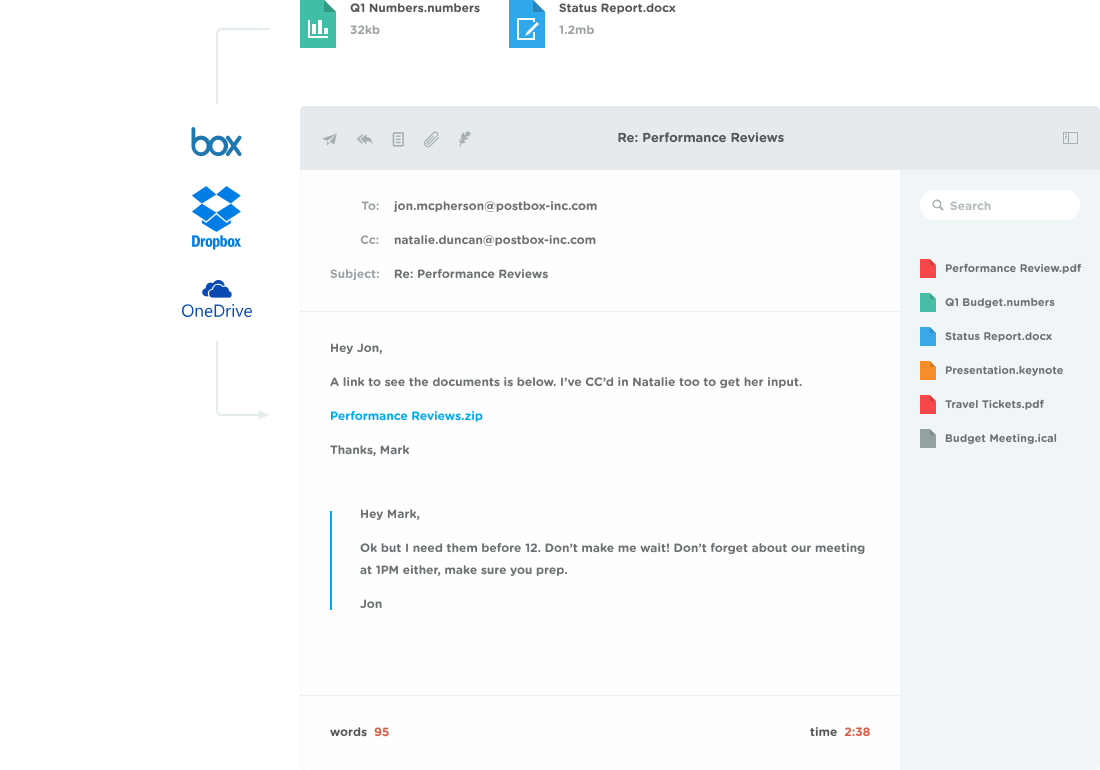 Q1 Numbers.numbers
32kb
Status Report.docx
1.2mb
box
Dropbox
OneDrive
Re: Performance Reviews
To: jon.mcpherson@postbox-inc.com
Cc: natalie.duncan@postbox-inc.com
Subject: Re: Performance Reviews
Hey Jon,
A link to see the documents is below. I’ve CC’d in Natalie too to get her input.
Performance Reviews.zip
Thanks, Mark
Hey Mark,
Ok but I need them before 12. Don’t make me wait! Don’t forget about our meeting
at 1PM either, make sure you prep.
Jon
words 95
time 2:38
Search
Performance Review.pdf
Q1 Budget.numbers
Status Report.docx
Presentation.keynote
Travel Tickets.pdf
Budget Meeting.ical